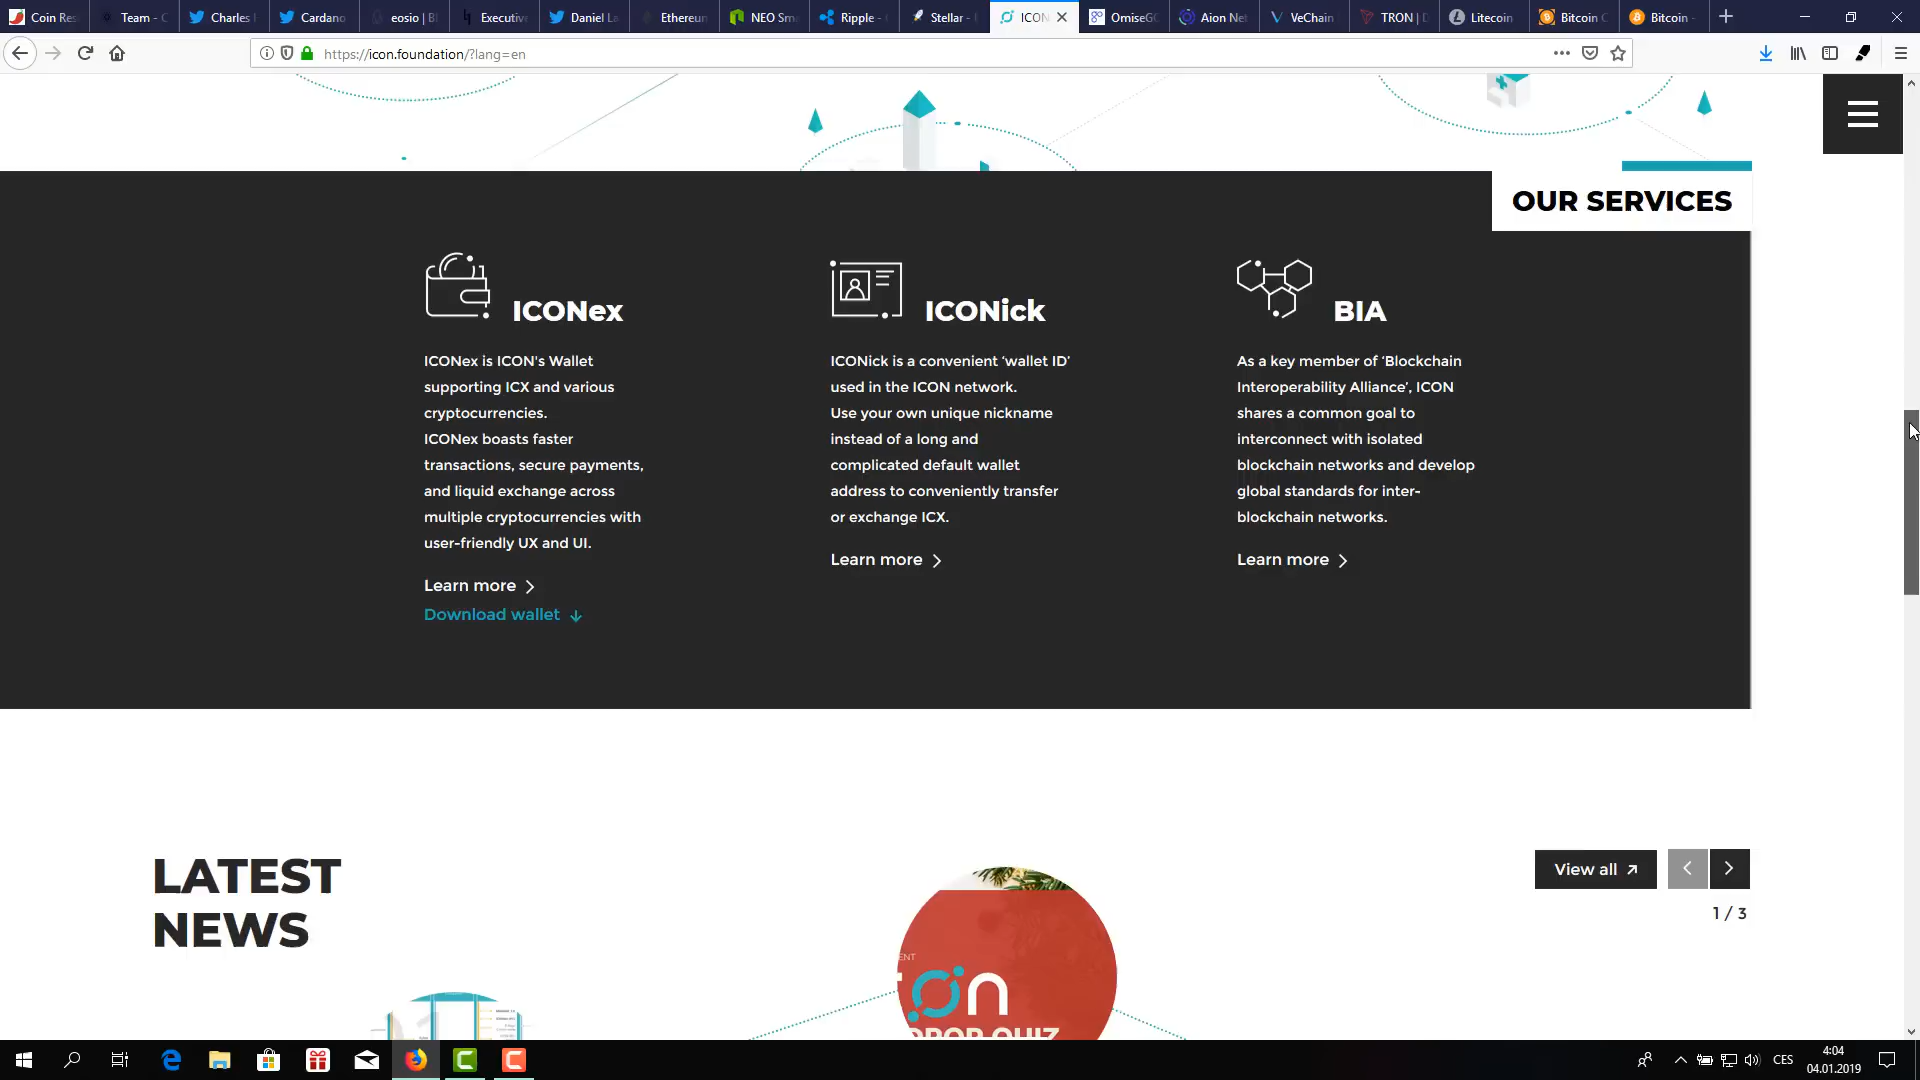 Coin Res
Team - C
Charles
Cardano
eosio | Bl
Executive
Daniel La
Ethereum
NEO Sma
Ripple -
Stellar -
ICON
OmiseGO
Aion Net
VeChain
TRON | D
Litecoin
Bitcoin C
Bitcoin -
https://icon.foundation/?lang=en
OUR SERVICES
ICONex
ICONex is ICON's Wallet
supporting ICX and various
cryptocurrencies.
ICONex boasts faster
transactions, secure payments,
and liquid exchange across
multiple cryptocurrencies with
user-friendly UX and UI.
Learn more
Download wallet
ICONick
ICONick is a convenient ‘wallet ID’
used in the ICON network.
Use your own unique nickname
instead of a long and
complicated default wallet
address to conveniently transfer
or exchange ICX.
Learn more
BIA
As a key member of ‘Blockchain
Interoperability Alliance’, ICON
shares a common goal to
interconnect with isolated
blockchain networks and develop
global standards for inter-
blockchain networks.
Learn more
LATEST
NEWS
View all
1 / 3
DROP QUIZ
CES
4:04
04.01.2019